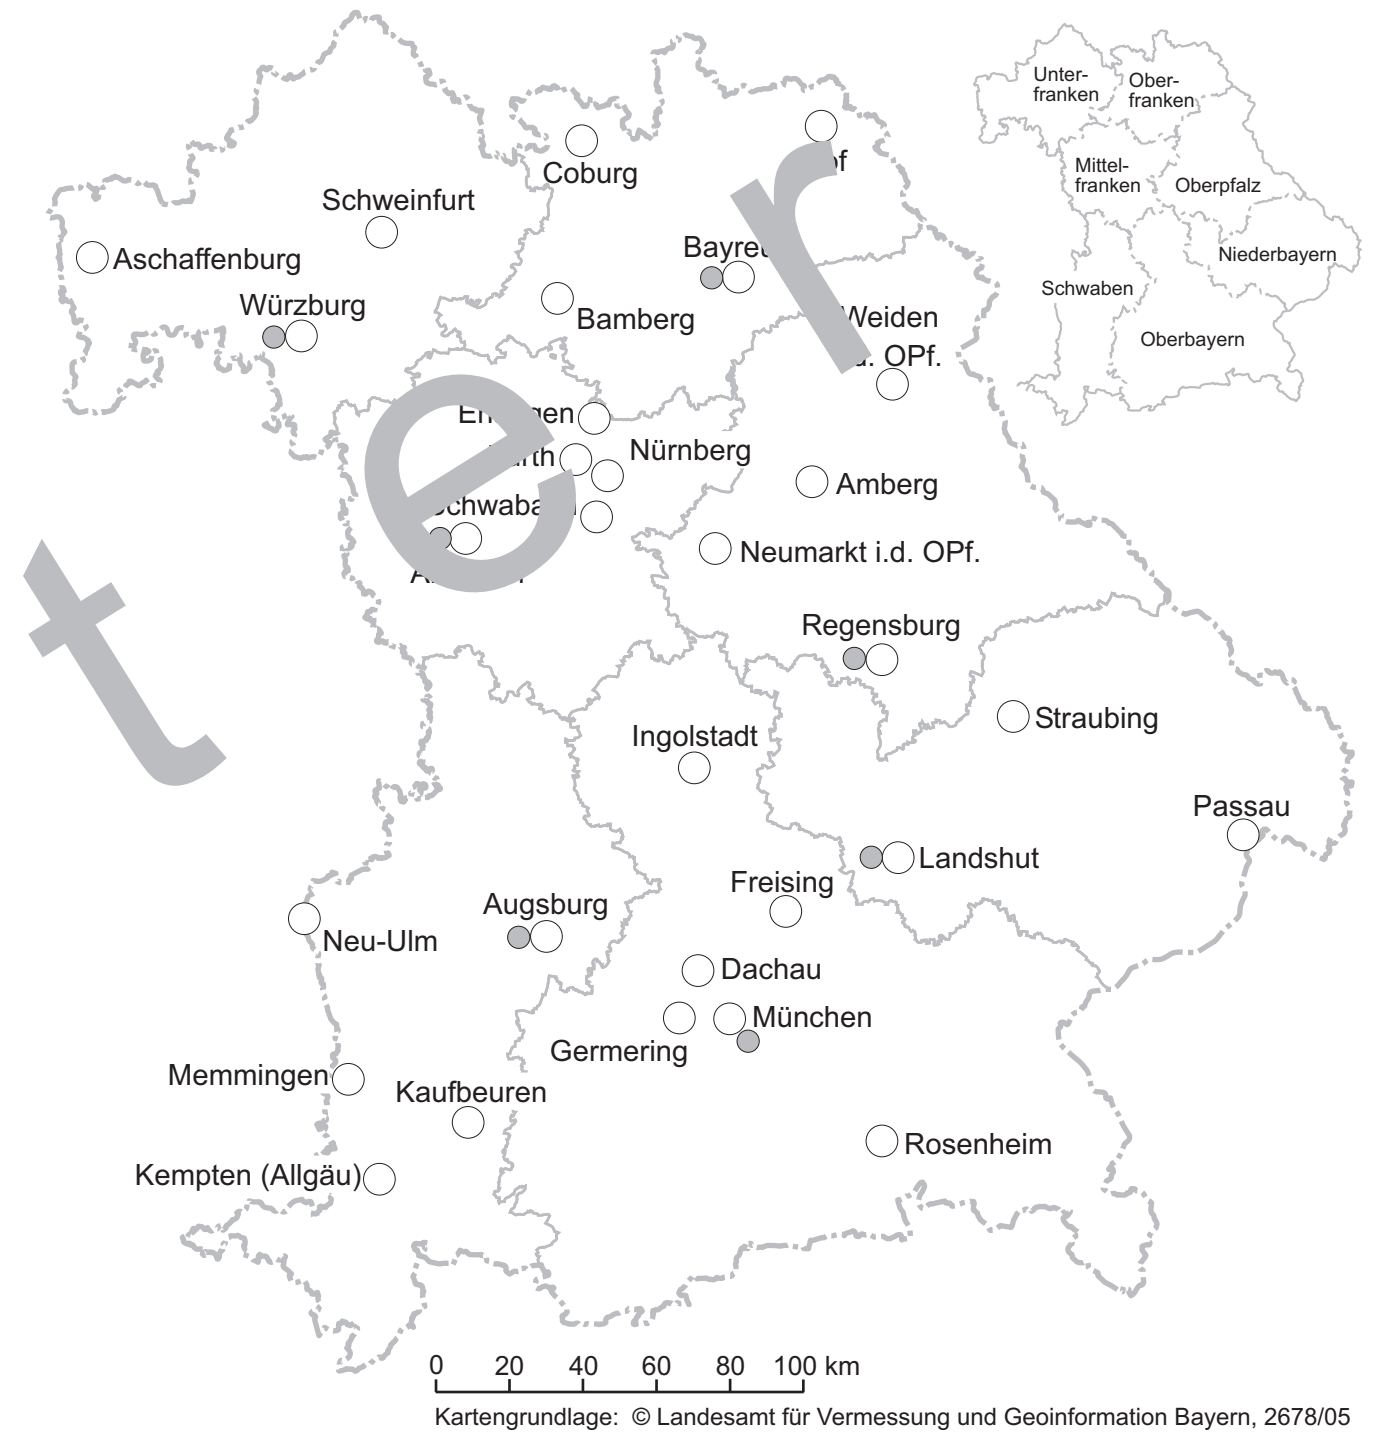 Unter-
franken
Ober-
franken
Mittel-
franken
Oberpfalz
Niederbayern
Schwaben
Oberbayern
Coburg
Schweinfurt
Aschaffenburg
Würzburg
Bamberg
Weiden
OPf.
Nürnberg
Amberg
Neumarkt i.d. OPf.
Regensburg
Straubing
Ingolstadt
Passau
Landshut
Freising
Augsburg
Neu-Ulm
Dachau
München
Germering
Memmingen
Kaufbeuren
Rosenheim
Kempten (Allgäu)
0 20 40 60 80 100 km
Kartengrundlage: © Landesamt für Vermessung und Geoinformation Bayern, 2678/05